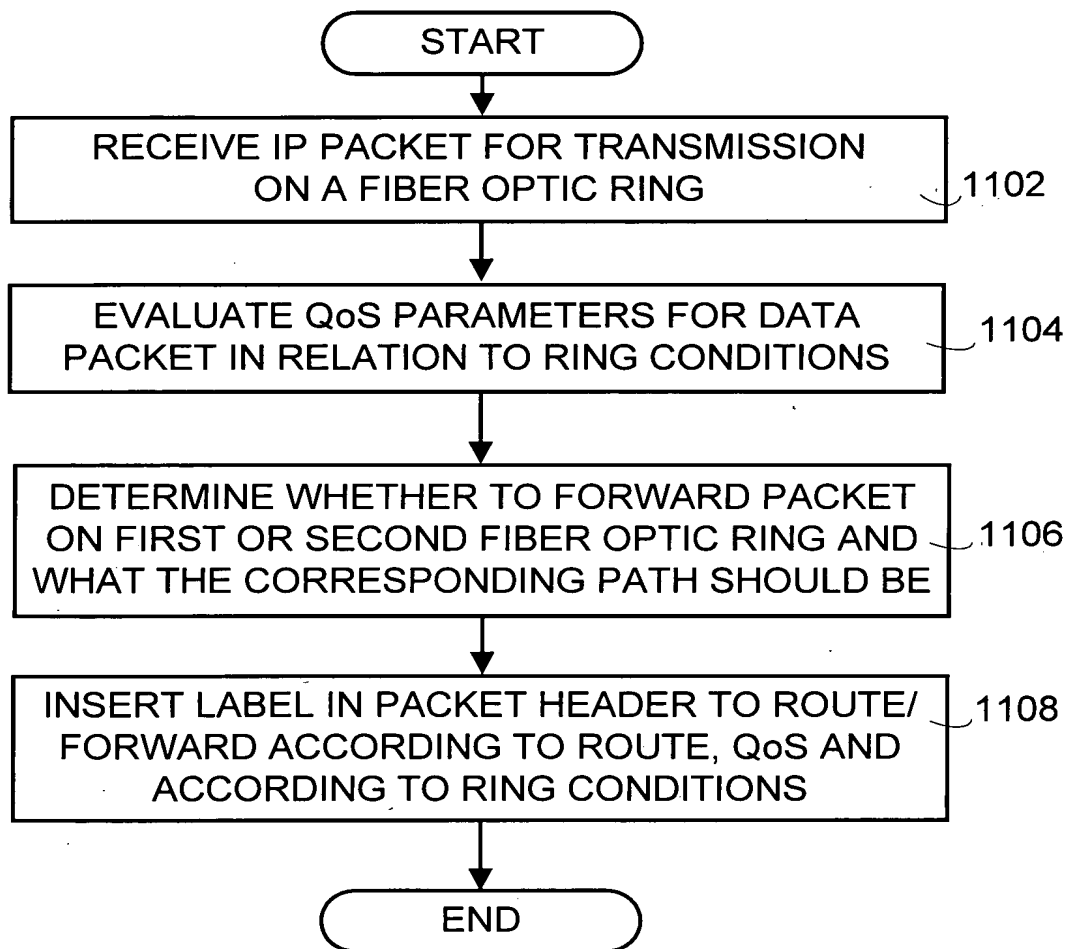 START
RECEIVE IP PACKET FOR TRANSMISSION
ON A FIBER OPTIC RING
1102
EVALUATE QoS PARAMETERS FOR DATA
PACKET IN RELATION TO RING CONDITIONS
1104
DETERMINE WHETHER TO FORWARD PACKET
ON FIRST OR SECOND FIBER OPTIC RING AND
WHAT THE CORRESPONDING PATH SHOULD BE
1106
INSERT LABEL IN PACKET HEADER TO ROUTE/
FORWARD ACCORDING TO ROUTE, QoS AND
ACCORDING TO RING CONDITIONS
1108
END